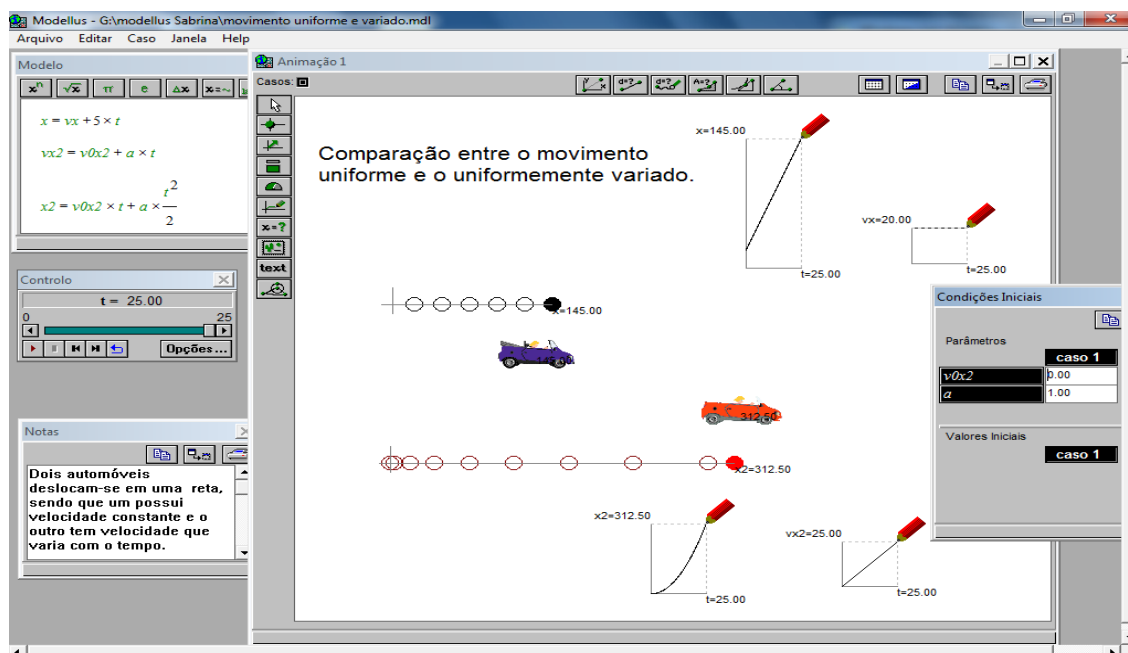 Modellus - G:\modellus Sabrina\movimento uniforme e variado.mdl
Arquivo Editar Caso Janela Help
Modelo
xⁿ √x π e Δx x=~
x = vx + 5 × t
vx2 = v0x2 + a × t
x2 = v0x2 × t + a × t²/2
Controlo
t = 25.00
0 25
Opções...
Notas
Dois automóveis
deslocam-se em uma reta,
sendo que um possui
velocidade constante e o
outro tem velocidade que
varia com o tempo.
Animação 1
Casos:
x=?
text
Comparação entre o movimento
uniforme e o uniformemente variado.
x=145.00
t=25.00
vx=20.00
t=25.00
x=145.00
145.00
312.50
x2=312.50
x2=312.50
t=25.00
vx2=25.00
t=25.00
Condições Iniciais
Parâmetros
caso 1
v0x2 0.00
a 1.00
Valores Iniciais
caso 1